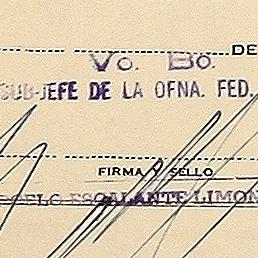 DE
Vo. Bo.
SUB-JEFE DE LA OFNA. FED.
FIRMA Y SELLO
ESCALANTE LIMON